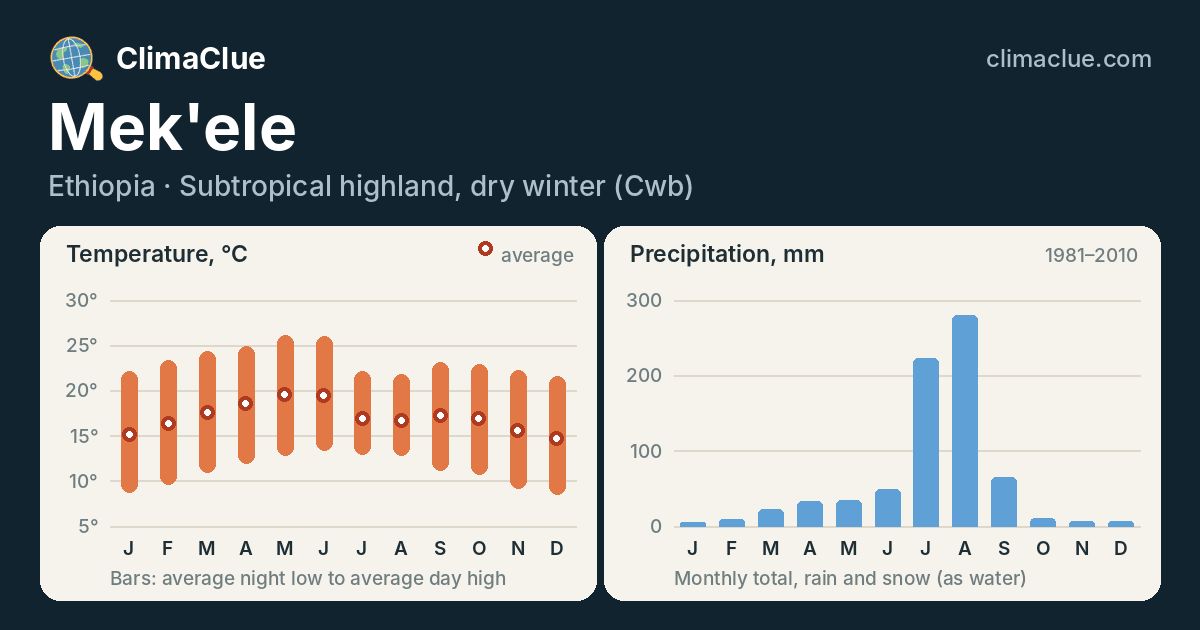 ClimaClue
climaclue.com
Mek'ele
Ethiopia · Subtropical highland, dry winter (Cwb)
Temperature, °C
average
30°
25°
20°
15°
10°
5°
J F M A M J J A S O N D
Bars: average night low to average day high
Precipitation, mm
1981–2010
300
200
100
0
J F M A M J J A S O N D
Monthly total, rain and snow (as water)